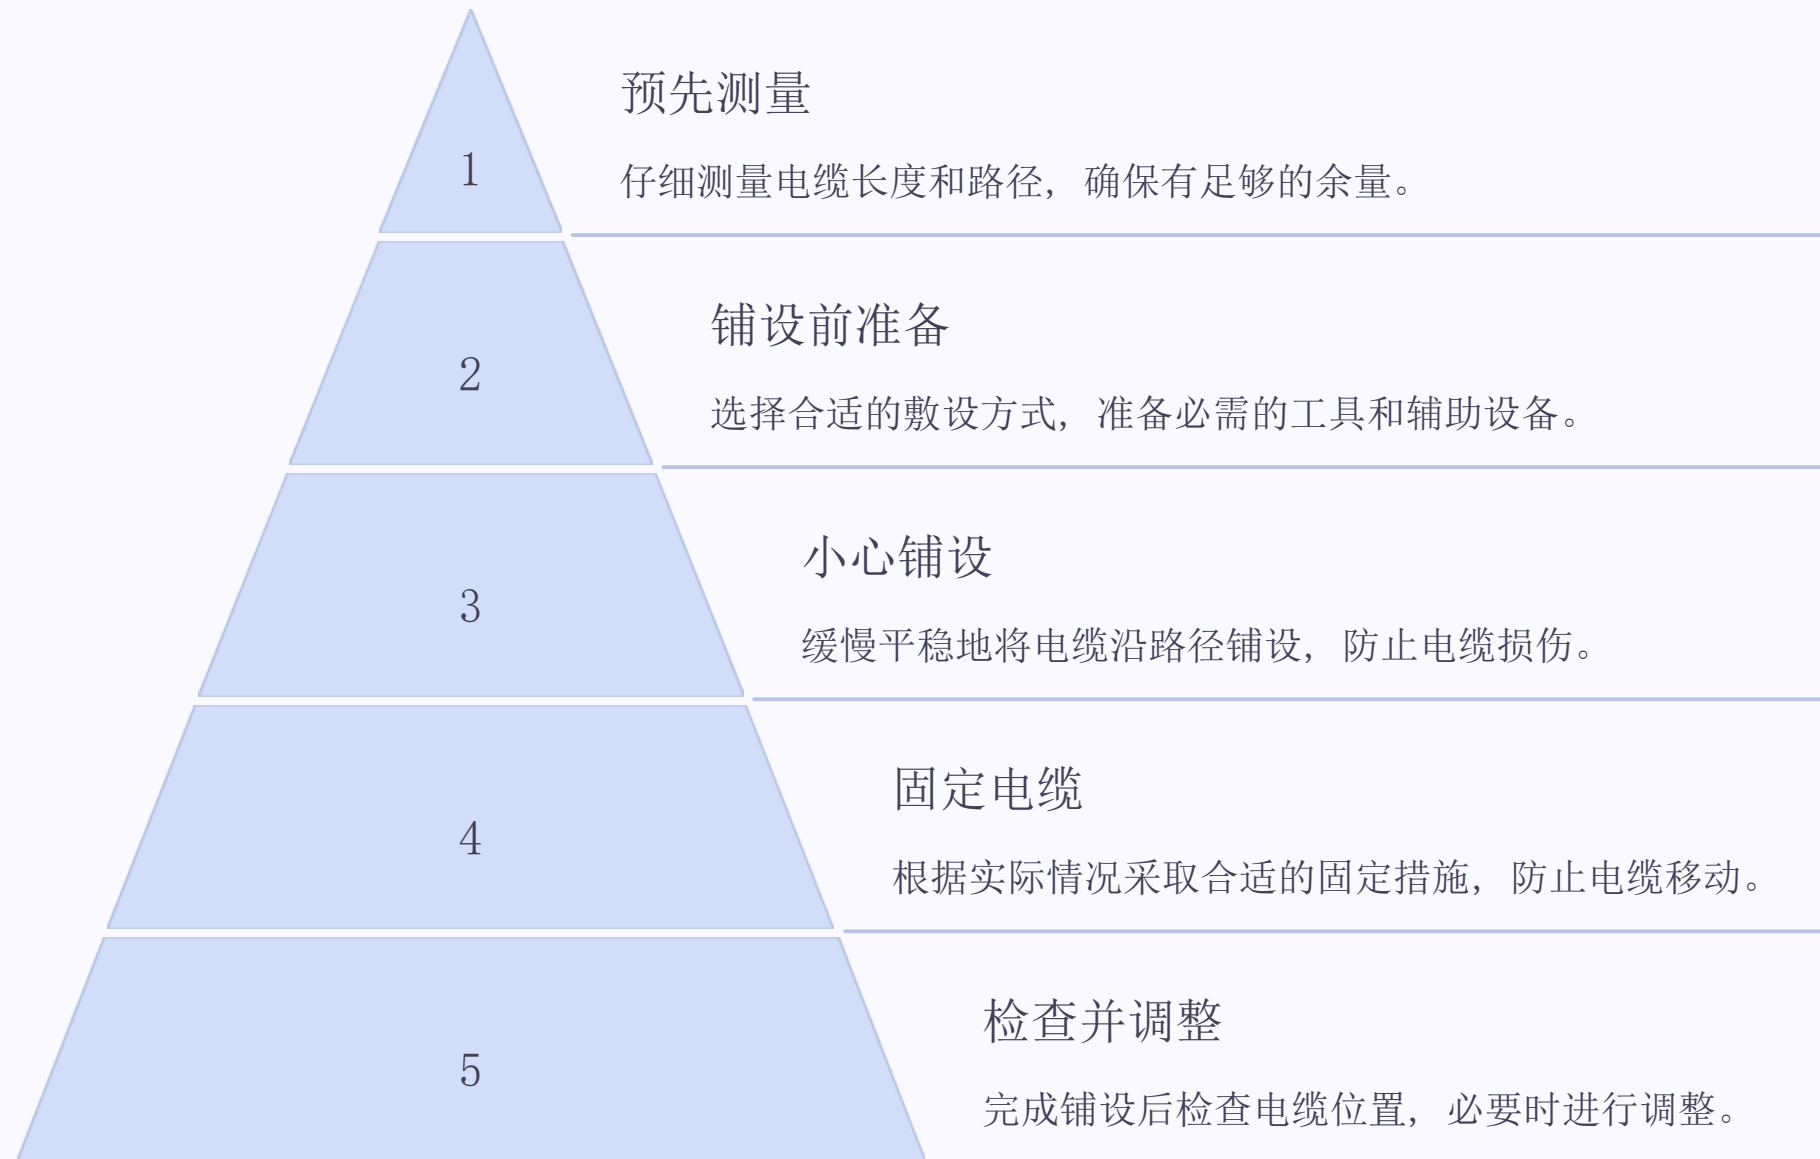 1
预先测量
仔细测量电缆长度和路径，确保有足够的余量。
2
铺设前准备
选择合适的敷设方式，准备必需的工具和辅助设备。
3
小心铺设
缓慢平稳地将电缆沿路径铺设，防止电缆损伤。
4
固定电缆
根据实际情况采取合适的固定措施，防止电缆移动。
5
检查并调整
完成铺设后检查电缆位置，必要时进行调整。